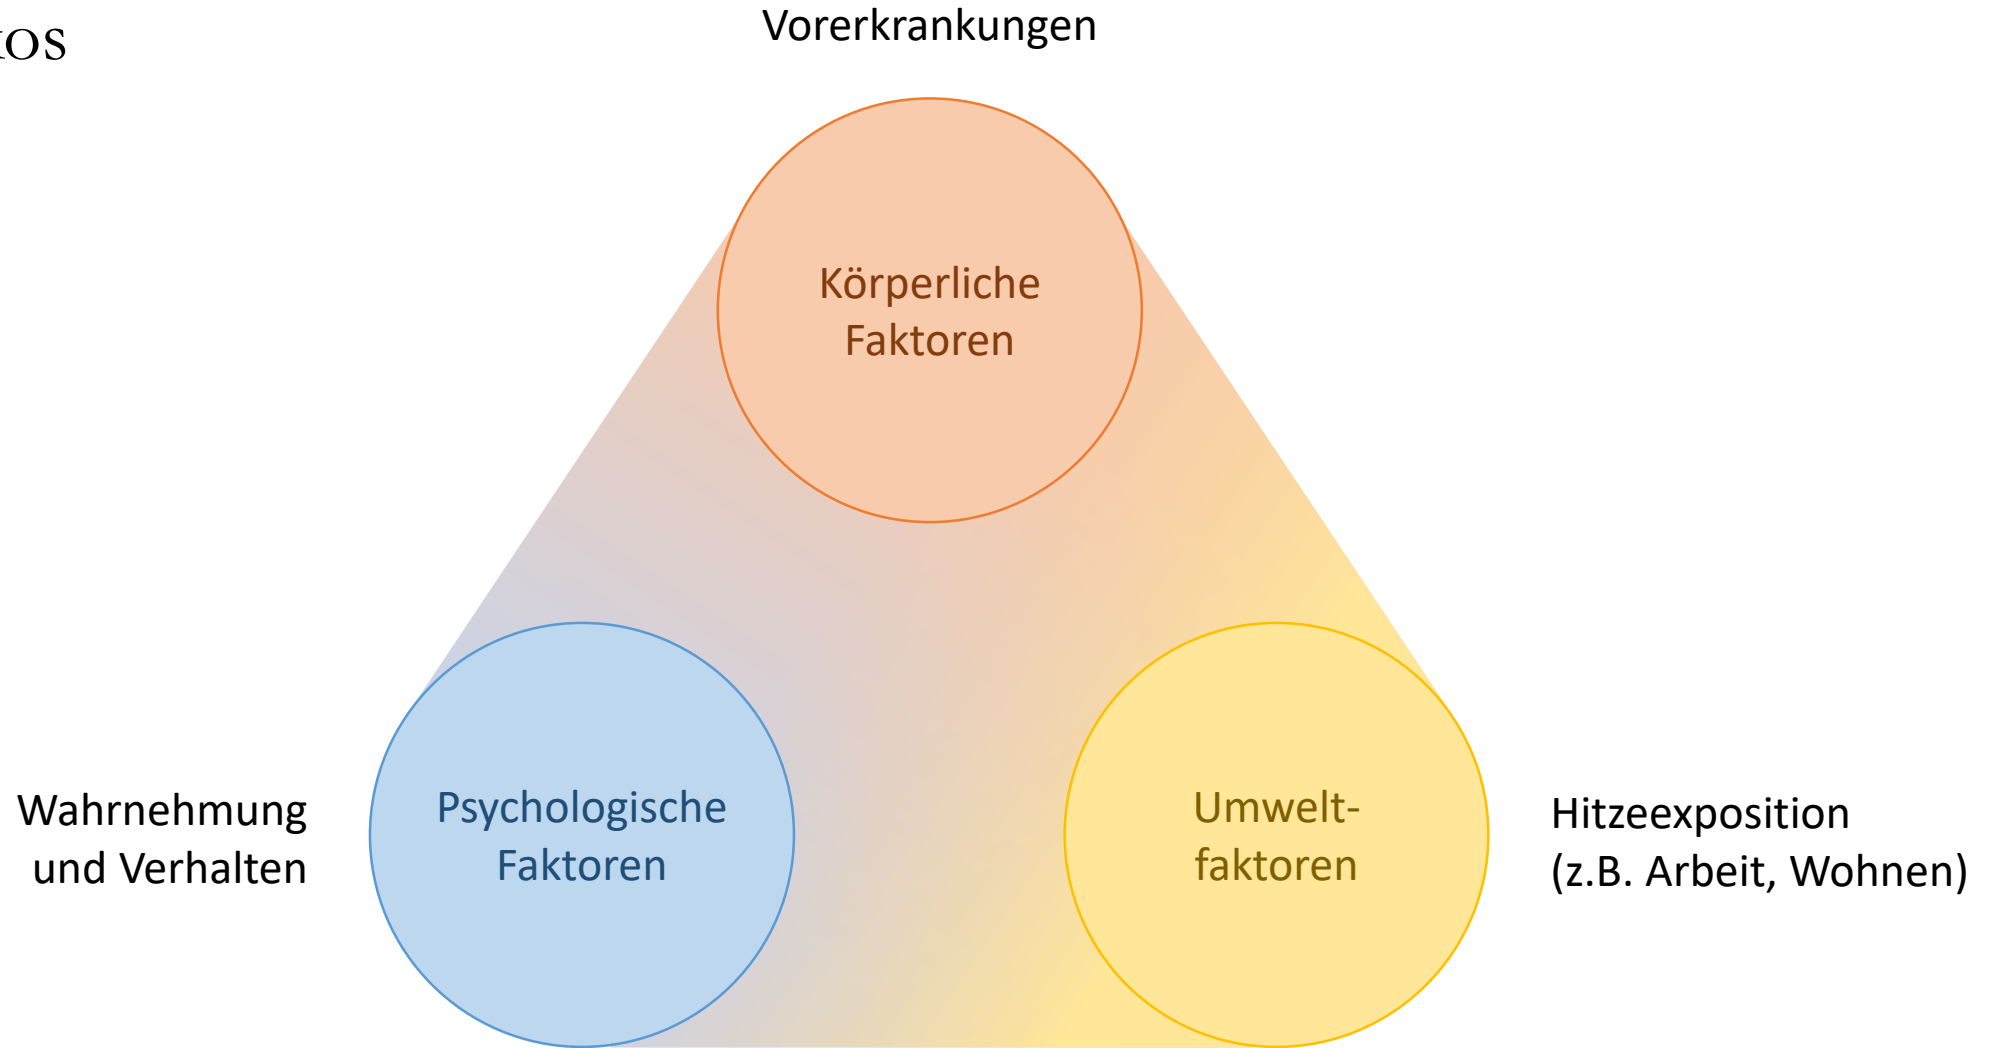 Vorerkrankungen
Körperliche
Faktoren
Wahrnehmung
und Verhalten
Psychologische
Faktoren
Umwelt-
faktoren
Hitzeexposition
(z.B. Arbeit, Wohnen)